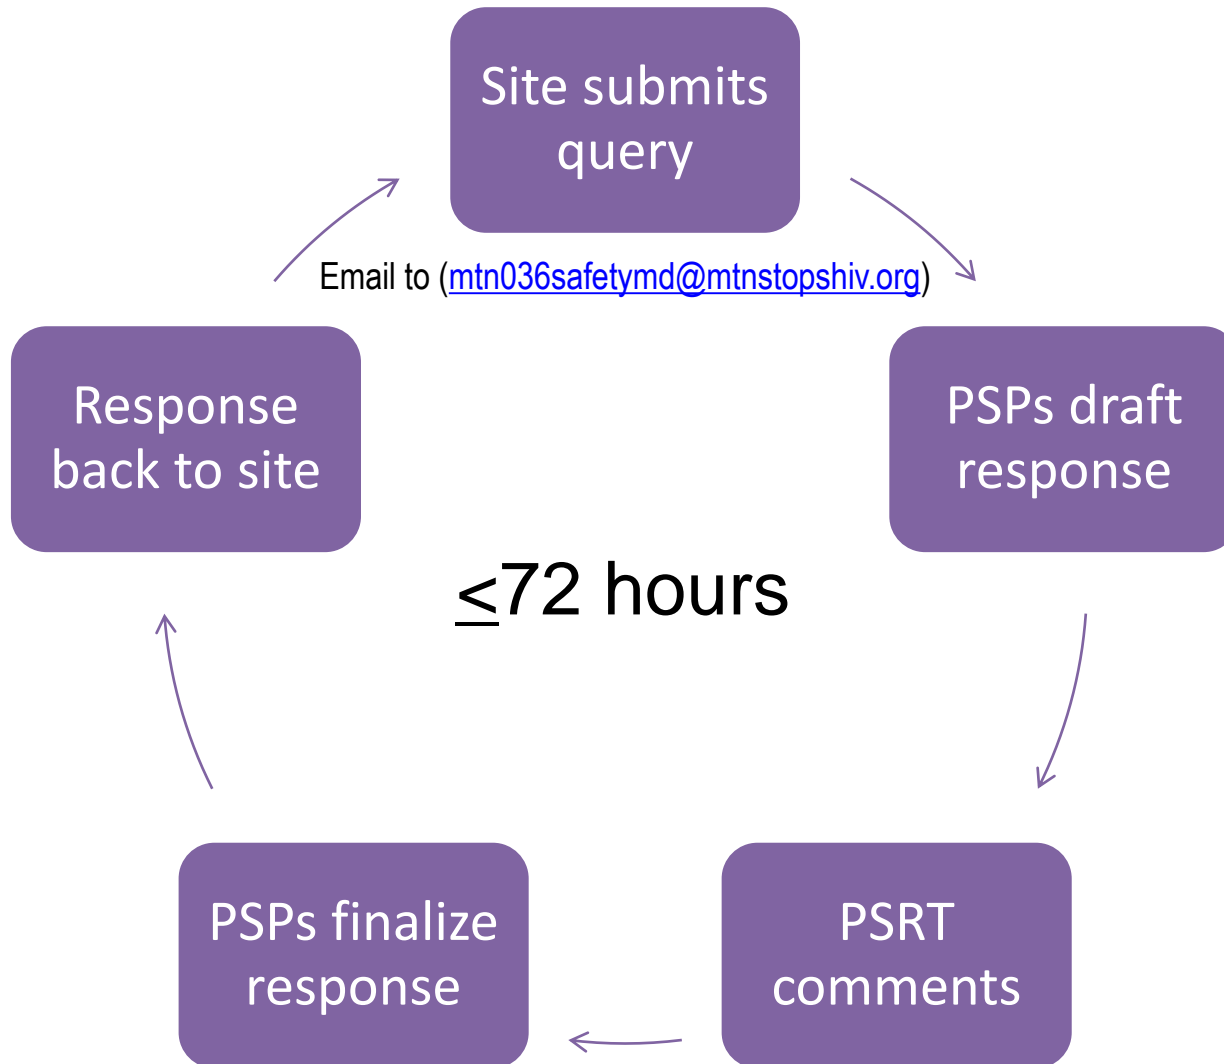 Site submits
query
Email to (mtn036safetymd@mtnstopshiv.org)
Response
back to site
PSPs draft
response
≤72 hours
PSPs finalize
response
PSRT
comments